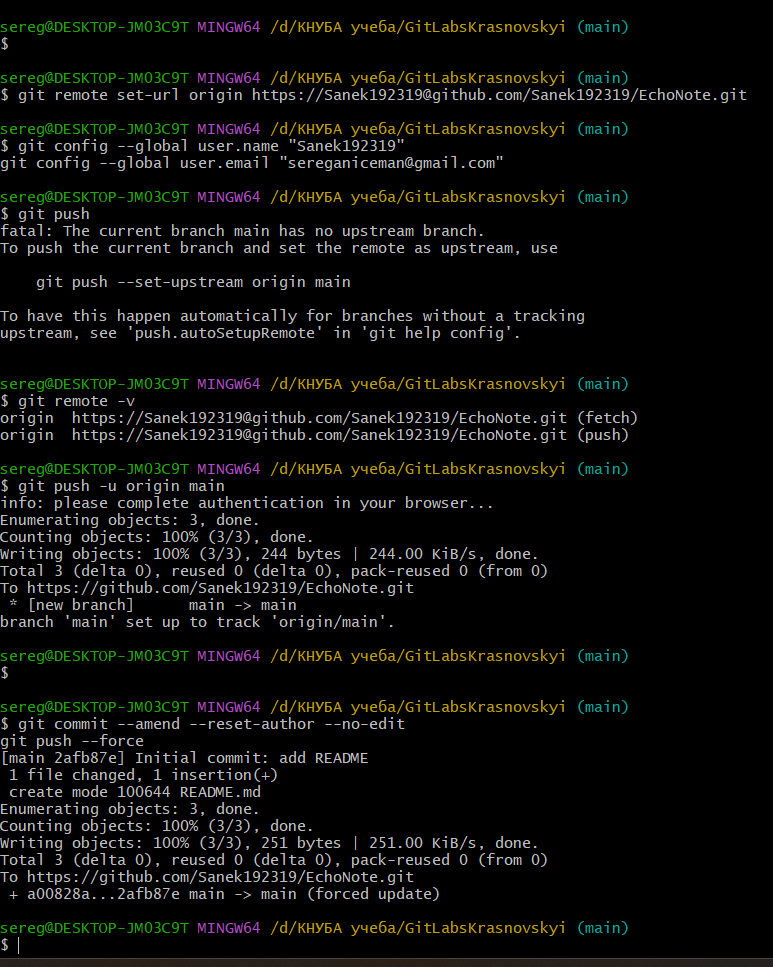 sereg@DESKTOP-JM03C9T MINGW64 /d/КНУБА учеба/GitLabsKrasnovskyi (main)
$
sereg@DESKTOP-JM03C9T MINGW64 /d/КНУБА учеба/GitLabsKrasnovskyi (main)
$ git remote set-url origin https://Sanek192319@github.com/Sanek192319/EchoNote.git
sereg@DESKTOP-JM03C9T MINGW64 /d/КНУБА учеба/GitLabsKrasnovskyi (main)
$ git config --global user.name "Sanek192319"
git config --global user.email "sereganiceman@gmail.com"
sereg@DESKTOP-JM03C9T MINGW64 /d/КНУБА учеба/GitLabsKrasnovskyi (main)
$ git push
fatal: The current branch main has no upstream branch.
To push the current branch and set the remote as upstream, use
    git push --set-upstream origin main
To have this happen automatically for branches without a tracking
upstream, see 'push.autoSetupRemote' in 'git help config'.
sereg@DESKTOP-JM03C9T MINGW64 /d/КНУБА учеба/GitLabsKrasnovskyi (main)
$ git remote -v
origin  https://Sanek192319@github.com/Sanek192319/EchoNote.git (fetch)
origin  https://Sanek192319@github.com/Sanek192319/EchoNote.git (push)
sereg@DESKTOP-JM03C9T MINGW64 /d/КНУБА учеба/GitLabsKrasnovskyi (main)
$ git push -u origin main
info: please complete authentication in your browser...
Enumerating objects: 3, done.
Counting objects: 100% (3/3), done.
Writing objects: 100% (3/3), 244 bytes | 244.00 KiB/s, done.
Total 3 (delta 0), reused 0 (delta 0), pack-reused 0 (from 0)
To https://github.com/Sanek192319/EchoNote.git
 * [new branch]      main -> main
branch 'main' set up to track 'origin/main'.
sereg@DESKTOP-JM03C9T MINGW64 /d/КНУБА учеба/GitLabsKrasnovskyi (main)
$
sereg@DESKTOP-JM03C9T MINGW64 /d/КНУБА учеба/GitLabsKrasnovskyi (main)
$ git commit --amend --reset-author --no-edit
git push --force
[main 2afb87e] Initial commit: add README
 1 file changed, 1 insertion(+)
 create mode 100644 README.md
Enumerating objects: 3, done.
Counting objects: 100% (3/3), done.
Writing objects: 100% (3/3), 251 bytes | 251.00 KiB/s, done.
Total 3 (delta 0), reused 0 (delta 0), pack-reused 0 (from 0)
To https://github.com/Sanek192319/EchoNote.git
 + a00828a...2afb87e main -> main (forced update)
sereg@DESKTOP-JM03C9T MINGW64 /d/КНУБА учеба/GitLabsKrasnovskyi (main)
$